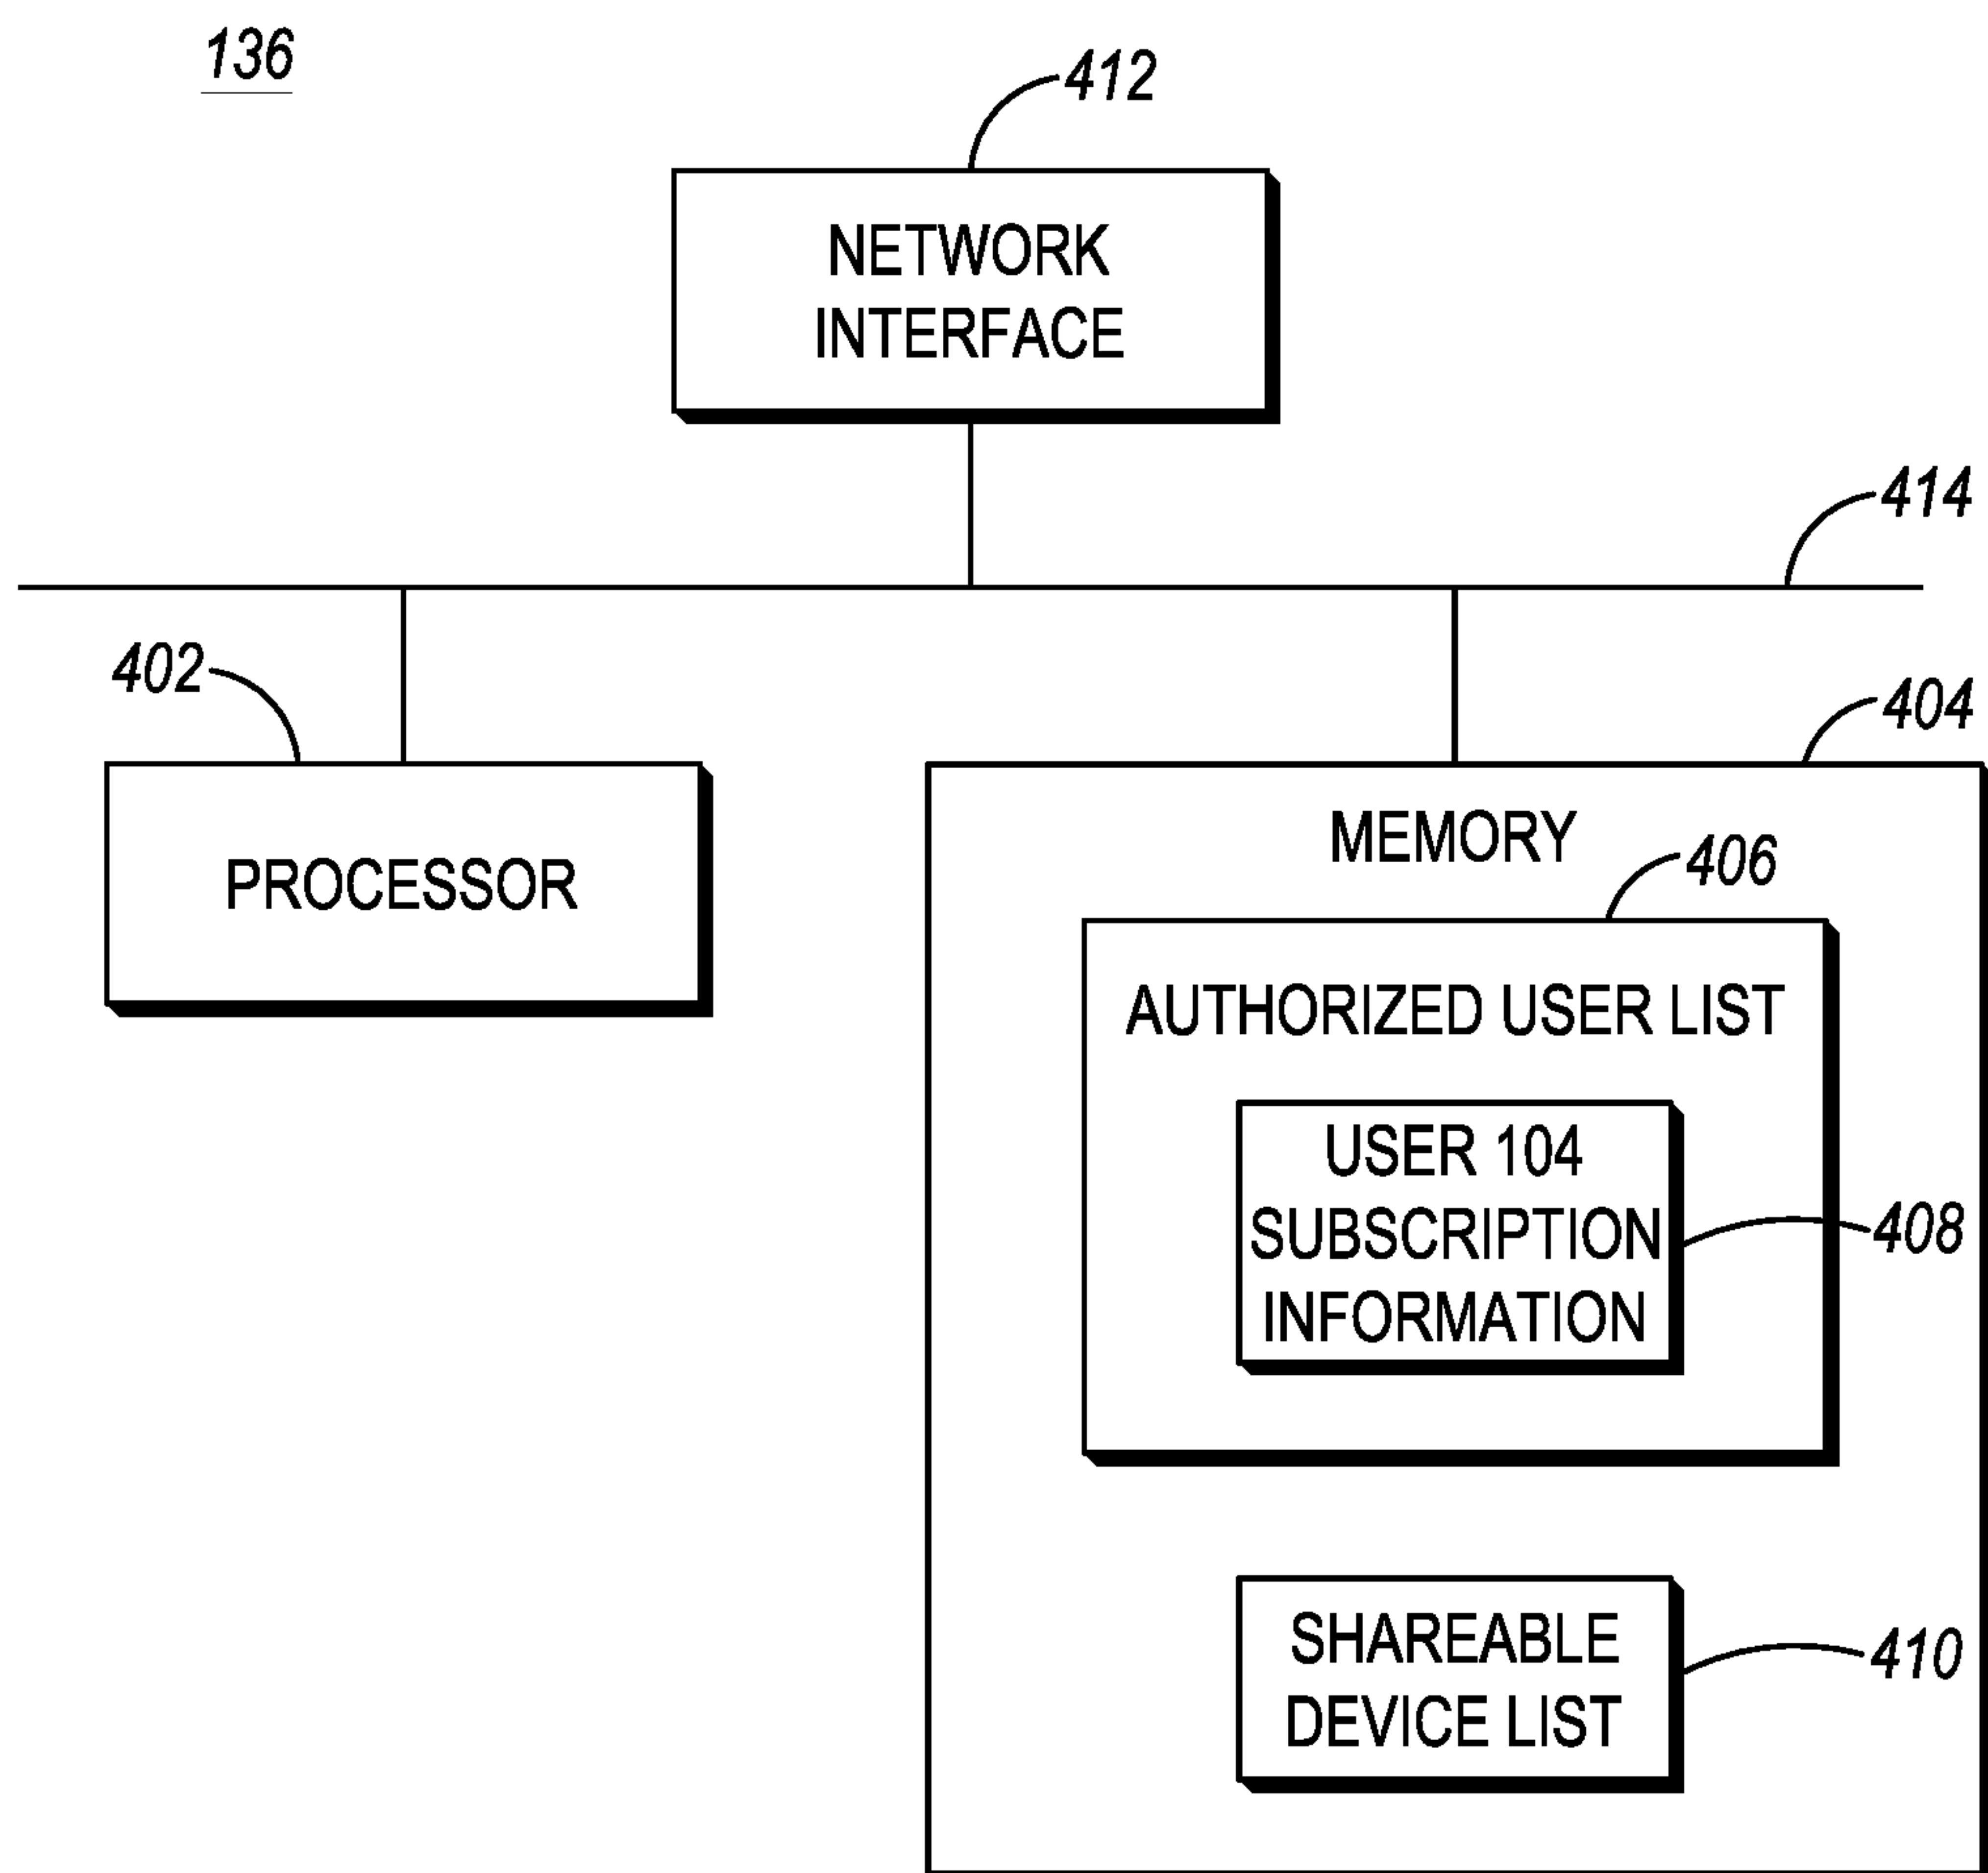 136
412
NETWORK
INTERFACE
414
402
404
PROCESSOR
MEMORY
406
AUTHORIZED USER LIST
USER 104
SUBSCRIPTION
INFORMATION
408
SHAREABLE
DEVICE LIST
410